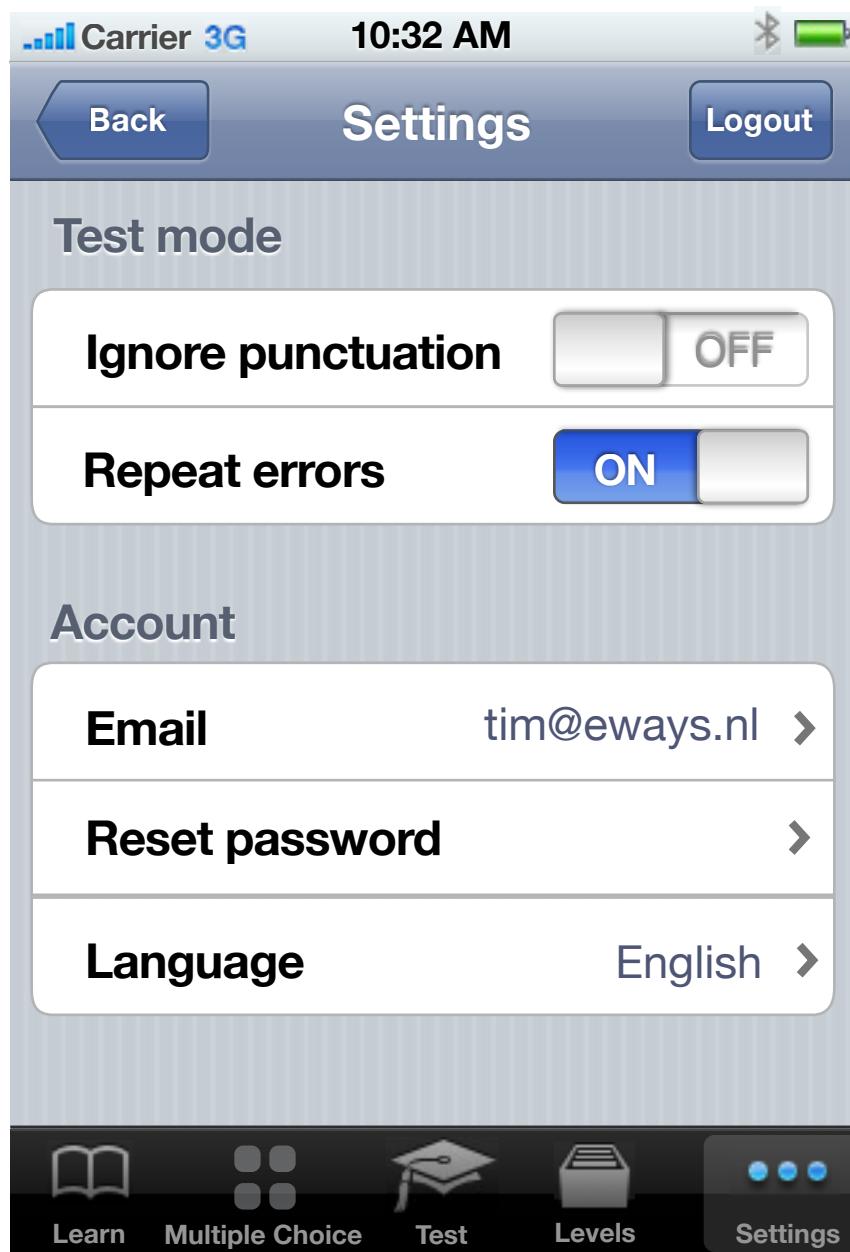 Carrier 3G 10:32 AM
Back Settings Logout
Test mode
Ignore punctuation OFF
Repeat errors ON
Account
Email tim@eways.nl
Reset password
Language English
Learn Multiple Choice Test Levels Settings